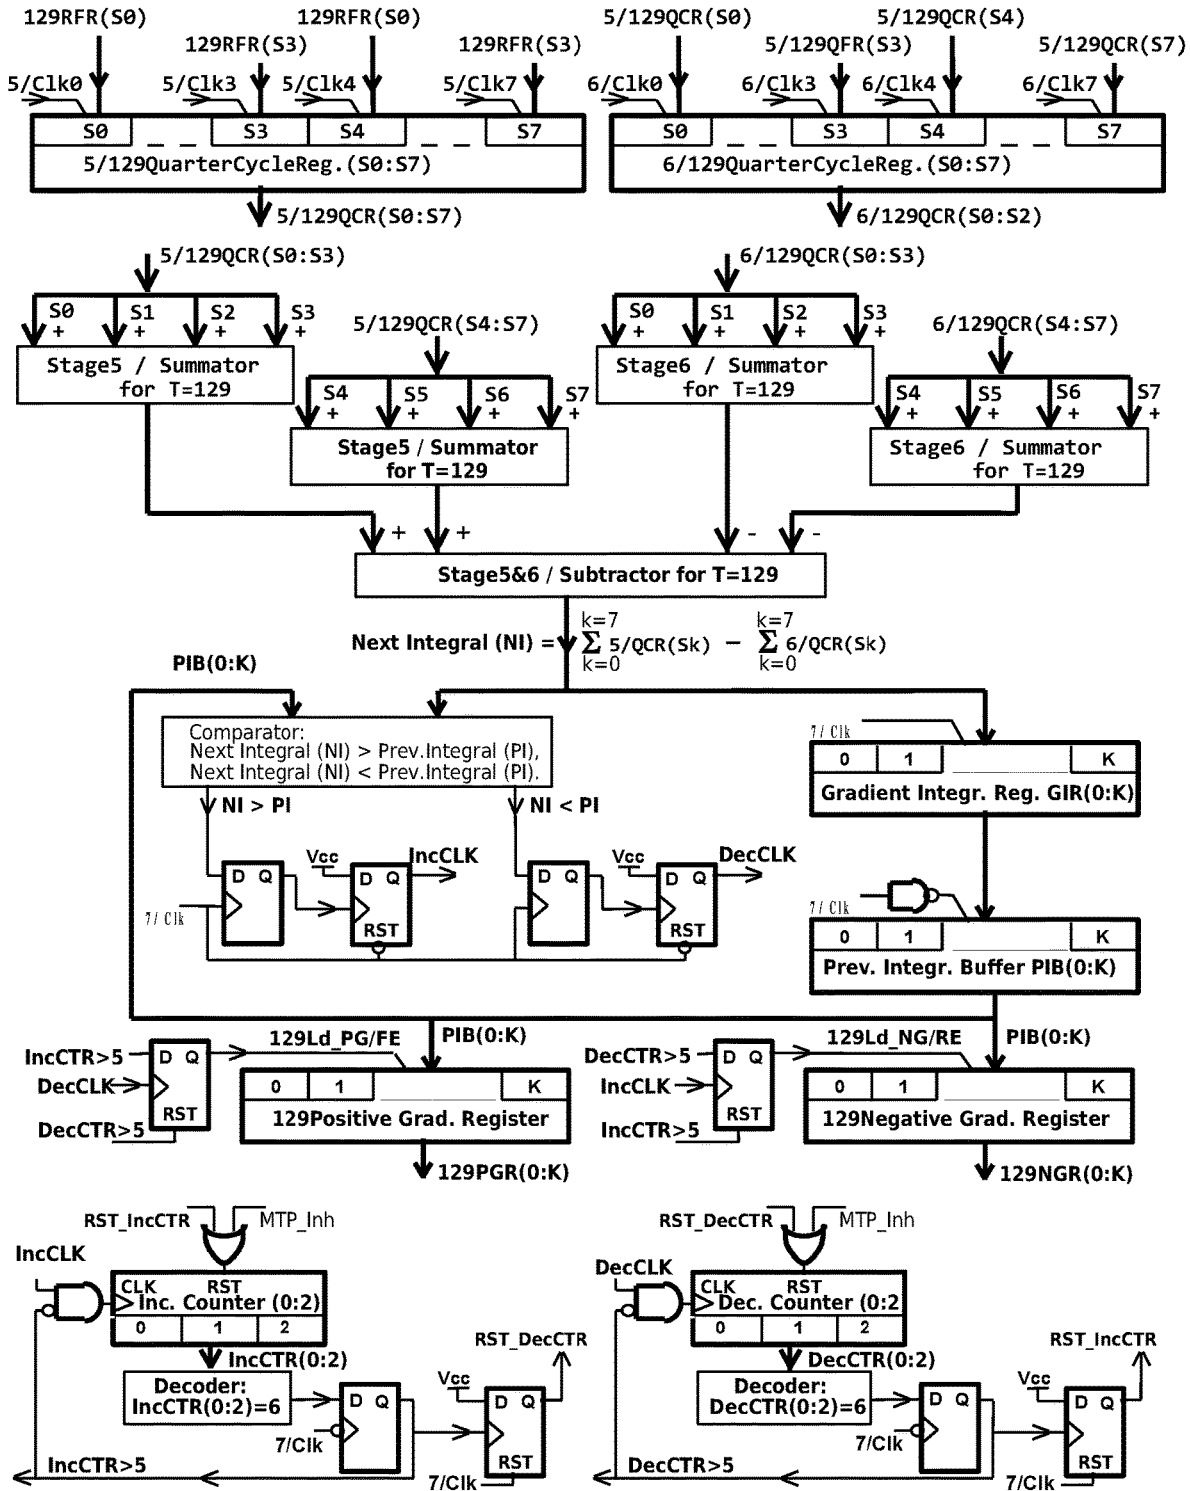 129RFR(S0)
129RFR(S3)
129RFR(S0)
129RFR(S3)
5/129QCR(S0)
5/129QFR(S3)
5/129QCR(S4)
5/129QCR(S7)
5/Clk0
5/Clk3
5/Clk4
5/Clk7
6/Clk0
6/Clk3
6/Clk4
6/Clk7
S0 S3 S4 S7
5/129QuarterCycleReg.(S0:S7)
S0 S3 S4 S7
6/129QuarterCycleReg.(S0:S7)
5/129QCR(S0:S7)
6/129QCR(S0:S2)
5/129QCR(S0:S3)
6/129QCR(S0:S3)
S0 S1 S2 S3
+ + + +
5/129QCR(S4:S7)
S0 S1 S2 S3
+ + + +
6/129QCR(S4:S7)
Stage5 / Summator
for T=129
S4 S5 S6 S7
+ + + +
Stage5 / Summator
for T=129
Stage6 / Summator
for T=129
S4 S5 S6 S7
+ + + +
Stage6 / Summator
for T=129
+ + - -
Stage5&6 / Subtractor for T=129
k=7 k=7
Next Integral (NI) = Σ 5/QCR(Sk) – Σ 6/QCR(Sk)
k=0 k=0
PIB(0:K)
Comparator:
Next Integral (NI) > Prev.Integral (PI),
Next Integral (NI) < Prev.Integral (PI).
7/ Clk
0 1 K
Gradient Integr. Reg. GIR(0:K)
NI > PI
NI < PI
D Q
Vcc
D Q
RST
IncCLK
D Q
Vcc
D Q
RST
DecCLK
7/ Clk
7/ Clk
0 1 K
Prev. Integr. Buffer PIB(0:K)
IncCTR>5
DecCLK
DecCTR>5
D Q
RST
129Ld_PG/FE
PIB(0:K)
0 1 K
129Positive Grad. Register
129PGR(0:K)
DecCTR>5
IncCLK
IncCTR>5
D Q
RST
129Ld_NG/RE
PIB(0:K)
0 1 K
129Negative Grad. Register
129NGR(0:K)
RST_IncCTR
MTP_Inh
IncCLK
CLK RST
Inc. Counter (0:2)
0 1 2
IncCTR(0:2)
Decoder:
IncCTR(0:2)=6
D Q
7/Clk
Vcc
D Q
RST
7/Clk
RST_DecCTR
IncCTR>5
RST_DecCTR
MTP_Inh
DecCLK
CLK RST
Dec. Counter (0:2
0 1 2
DecCTR(0:2)
Decoder:
DecCTR(0:2)=6
D Q
7/Clk
Vcc
D Q
RST
7/Clk
RST_IncCTR
DecCTR>5